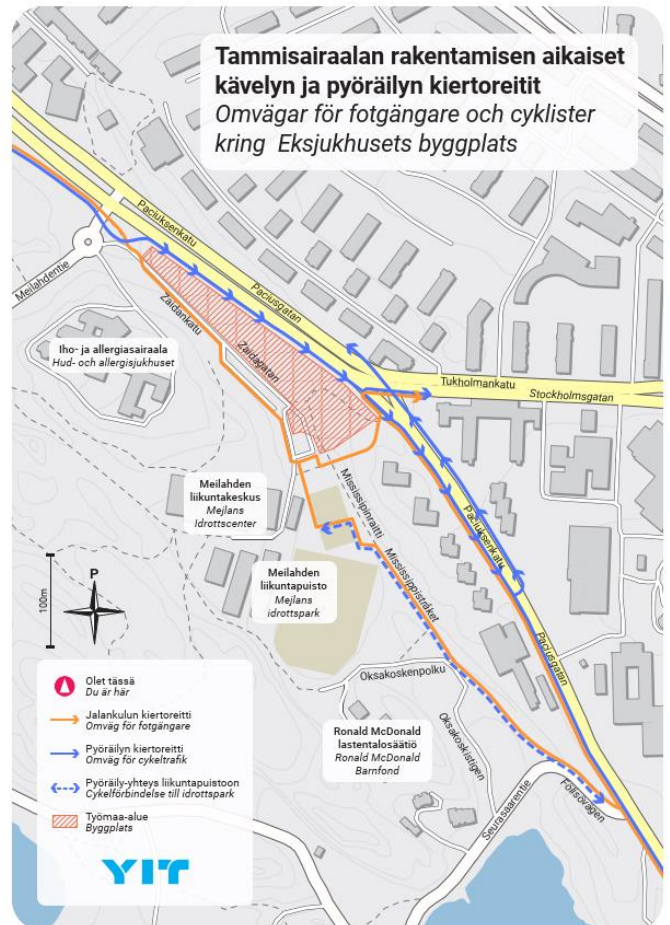 Tammisairaalan rakentamisen aikaiset
kävelyn ja pyöräilyn kiertoreitit
Omvägar för fotgängare och cyklister
kring Eksjukhusets byggplats
Paciuksenkatu
Paciusgatan
Meilahdentie
Zaidankatu
Zaidagatan
Iho- ja allergiasairaala
Hud- och allergisjukhuset
Tukholmankatu
Stockholmsgatan
Meilahden
liikuntakeskus
Mejlans
Idrottscenter
Mississipinraitti
Mississippistråket
Paciuksenkatu
Paciusgatan
Meilahden
liikuntapuisto
Mejlans
idrottspark
P
100m
Oksakoskenpolku
Oksakoskistigen
Ronald McDonald
lastentalosäätiö
Ronald McDonald
Barnfond
Seurasaarentie
Fölisövägen
Olet tässä
Du är här
Jalankulun kiertoreitti
Omväg för fotgängare
Pyöräilyn kiertoreitti
Omväg för cykeltrafik
Pyöräily-yhteys liikuntapuistoon
Cykelförbindelse till idrottspark
Työmaa-alue
Byggplats
YIT